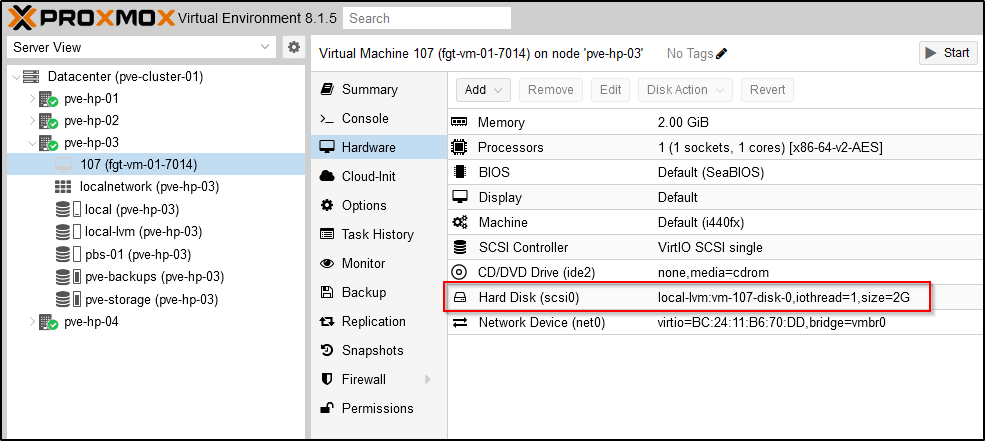 PROXMOX Virtual Environment 8.1.5 Search
Server View
Virtual Machine 107 (fgt-vm-01-7014) on node 'pve-hp-03' No Tags Start
Datacenter (pve-cluster-01)
pve-hp-01
pve-hp-02
pve-hp-03
107 (fgt-vm-01-7014)
localnetwork (pve-hp-03)
local (pve-hp-03)
local-lvm (pve-hp-03)
pbs-01 (pve-hp-03)
pve-backups (pve-hp-03)
pve-storage (pve-hp-03)
pve-hp-04
Summary
Console
Hardware
Cloud-Init
Options
Task History
Monitor
Backup
Replication
Snapshots
Firewall
Permissions
Add Remove Edit Disk Action Revert
Memory 2.00 GiB
Processors 1 (1 sockets, 1 cores) [x86-64-v2-AES]
BIOS Default (SeaBIOS)
Display Default
Machine Default (i440fx)
SCSI Controller VirtIO SCSI single
CD/DVD Drive (ide2) none,media=cdrom
Hard Disk (scsi0) local-lvm:vm-107-disk-0,iothread=1,size=2G
Network Device (net0) virtio=BC:24:11:B6:70:DD,bridge=vmbr0